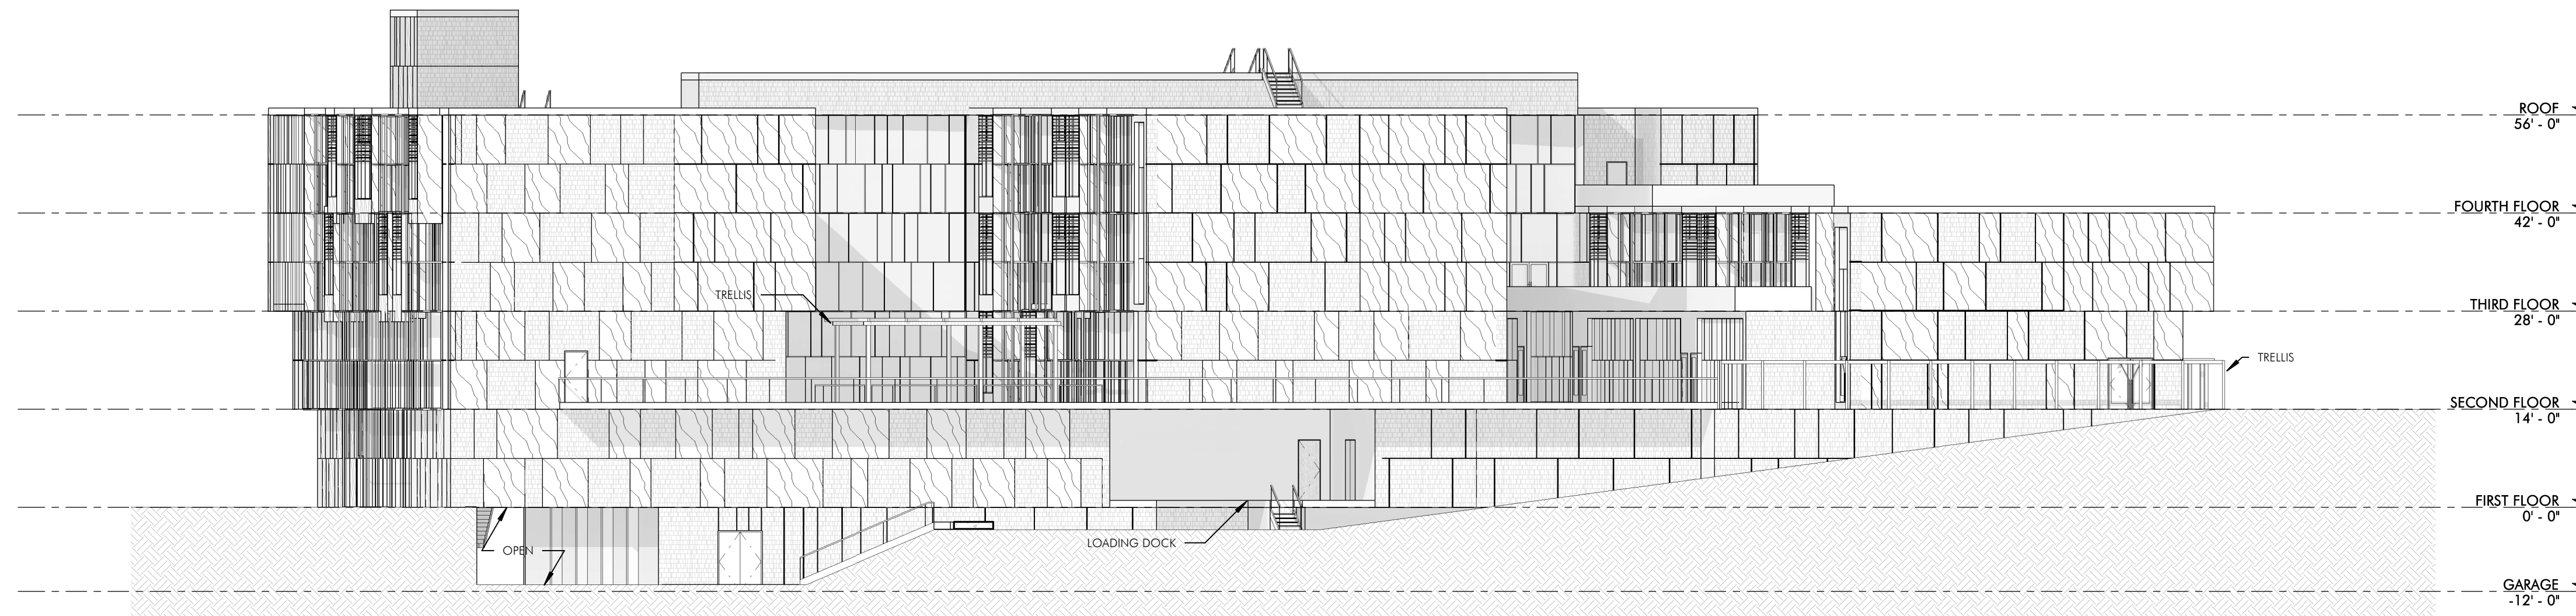 ROOF
56' - 0"
FOURTH FLOOR
42' - 0"
TRELLIS
THIRD FLOOR
28' - 0"
TRELLIS
SECOND FLOOR
14' - 0"
FIRST FLOOR
0' - 0"
LOADING DOCK
OPEN
GARAGE
-12' - 0"